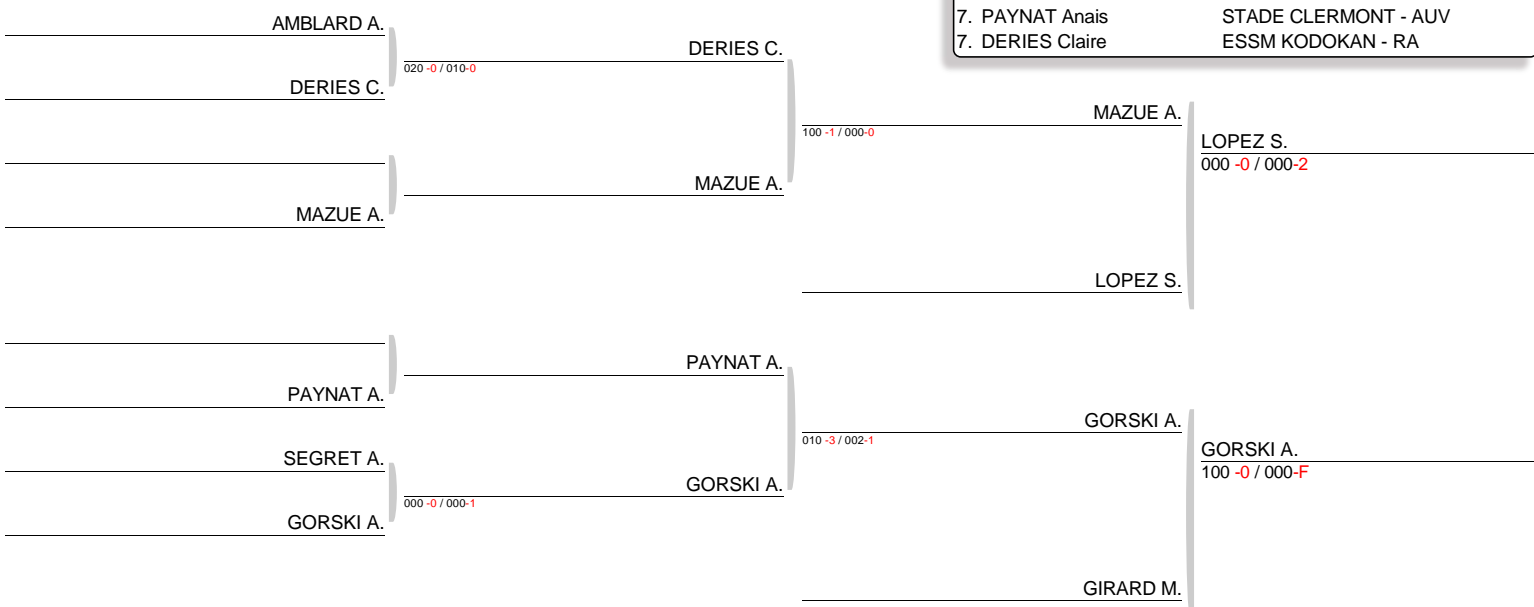 7. PAYNAT Anais STADE CLERMONT - AUV
7. DERIES Claire ESSM KODOKAN - RA
AMBLARD A.
DERIES C.
020 -0 / 010-0
DERIES C.
MAZUE A.
100 -1 / 000-0
LOPEZ S.
000 -0 / 000-2
MAZUE A.
MAZUE A.
LOPEZ S.
PAYNAT A.
PAYNAT A.
GORSKI A.
010 -3 / 002-1
SEGRET A.
GORSKI A.
100 -0 / 000-F
GORSKI A.
000 -0 / 000-1
GORSKI A.
GIRARD M.